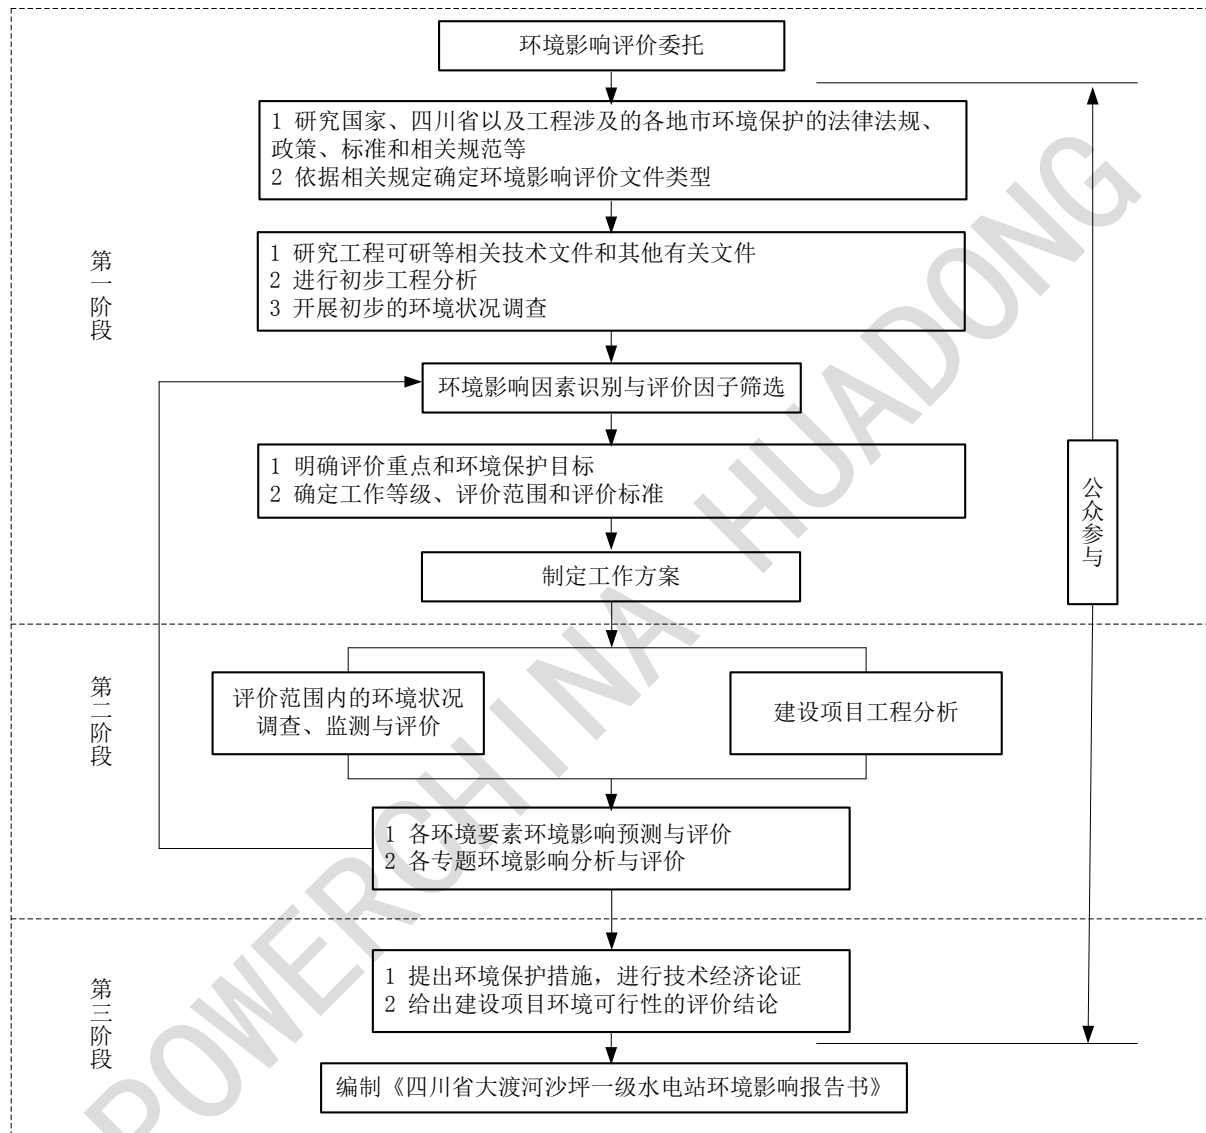 环境影响评价委托
1 研究国家、四川省以及工程涉及的各地市环境保护的法律法规、
政策、标准和相关规范等
2 依据相关规定确定环境影响评价文件类型
第一阶段
1 研究工程可研等相关技术文件和其他有关文件
2 进行初步工程分析
3 开展初步的环境状况调查
环境影响因素识别与评价因子筛选
1 明确评价重点和环境保护目标
2 确定工作等级、评价范围和评价标准
公众参与
制定工作方案
第二阶段
评价范围内的环境状况
调查、监测与评价
建设项目工程分析
1 各环境要素环境影响预测与评价
2 各专题环境影响分析与评价
第三阶段
1 提出环境保护措施，进行技术经济论证
2 给出建设项目环境可行性的评价结论
编制《四川省大渡河沙坪一级水电站环境影响报告书》
POWERCHINA HUADONG